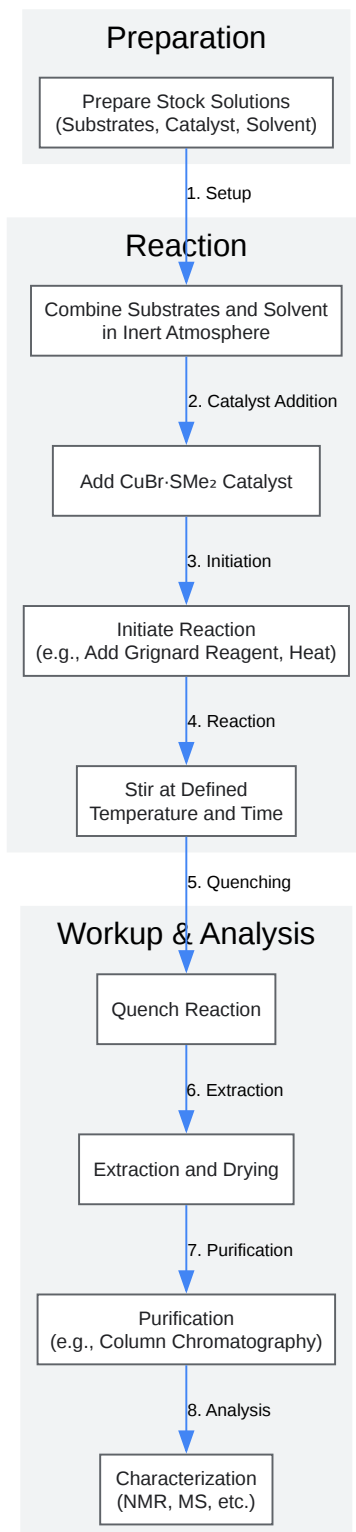 Preparation
Prepare Stock Solutions
(Substrates, Catalyst, Solvent)
1. Setup
Reaction
Combine Substrates and Solvent
in Inert Atmosphere
2. Catalyst Addition
Add CuBr·SMe₂ Catalyst
3. Initiation
Initiate Reaction
(e.g., Add Grignard Reagent, Heat)
4. Reaction
Stir at Defined
Temperature and Time
5. Quenching
Workup & Analysis
Quench Reaction
6. Extraction
Extraction and Drying
7. Purification
Purification
(e.g., Column Chromatography)
8. Analysis
Characterization
(NMR, MS, etc.)